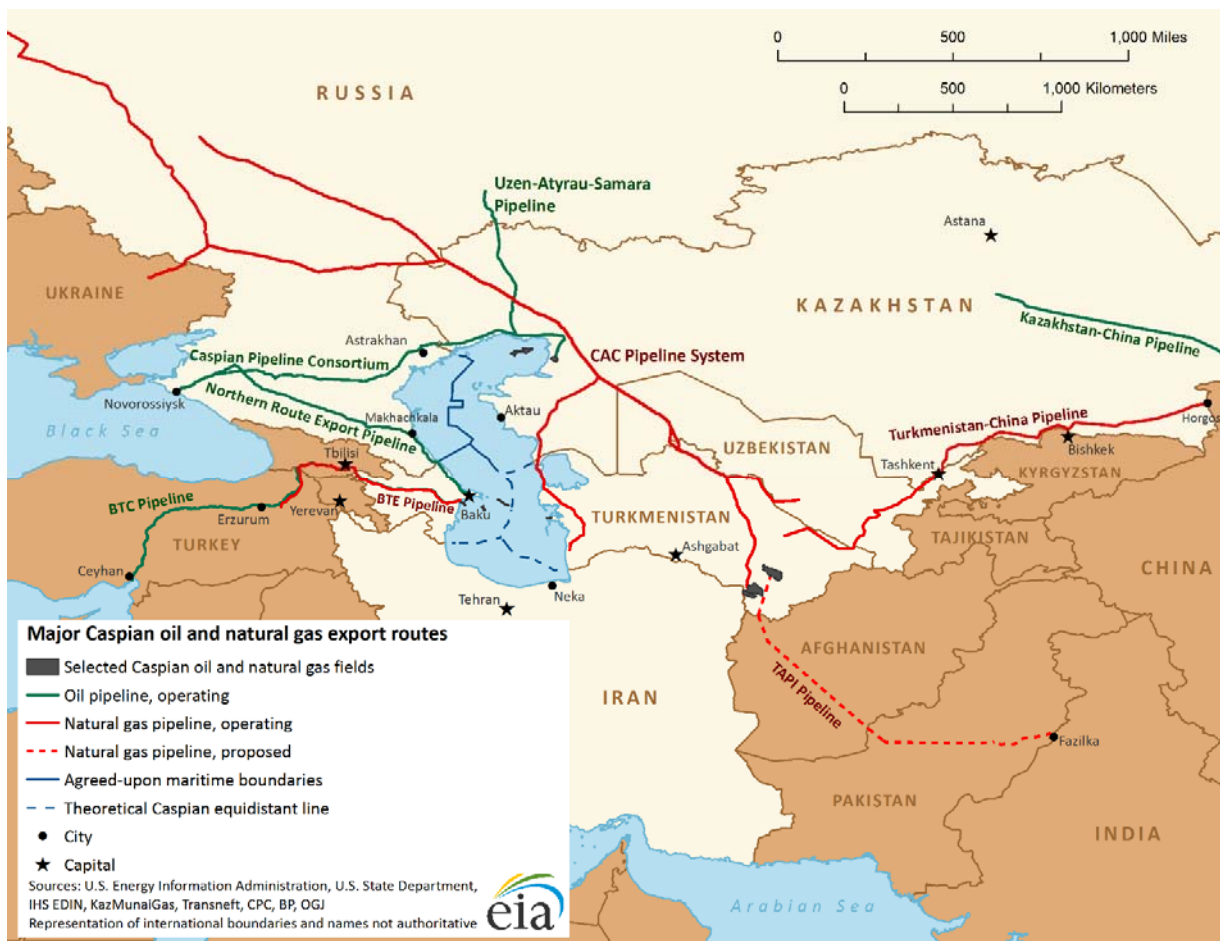 0 500 1,000 Miles
0 500 1,000 Kilometers
RUSSIA
Uzen-Atyrau-Samara
Pipeline
Astana
UKRAINE
KAZAKHSTAN
Kazakhstan-China Pipeline
Astrakhan
Caspian Pipeline Consortium
CAC Pipeline System
Novorossiysk
Northern Route Export Pipeline
Makhachkala
Aktau
Black Sea
Turkmenistan-China Pipeline
Horgos
UZBEKISTAN
Bishkek
Tbilisi
Tashkent
KYRGYZSTAN
BTC Pipeline
BTE Pipeline
Erzurum
Yerevan
Baku
TURKMENISTAN
TURKEY
TAJIKISTAN
Ashgabat
CHINA
Ceyhan
Tehran
Neka
AFGHANISTAN
TAPI Pipeline
IRAN
Fazilka
PAKISTAN
INDIA
Arabian Sea
Major Caspian oil and natural gas export routes
Selected Caspian oil and natural gas fields
Oil pipeline, operating
Natural gas pipeline, operating
Natural gas pipeline, proposed
Agreed-upon maritime boundaries
Theoretical Caspian equidistant line
City
Capital
Sources: U.S. Energy Information Administration, U.S. State Department,
IHS EDIN, KazMunaiGas, Transneft, CPC, BP, OGJ
Representation of international boundaries and names not authoritative
eia